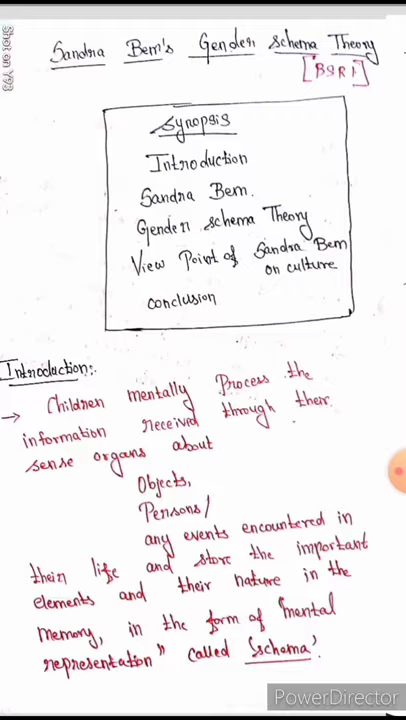 Shot on Y93
Sandra Bem's Gender schema Theory
[BSRI]
Synopsis
Introduction
Sandra Bem.
Gender schema Theory
View Point of Sandra Bem
on culture
conclusion
Introduction:-
→ Children mentally Process the
information received through their
sense organs about
Objects,
Persons/
any events encountered in
their life and store the important
elements and their nature in the
memory, in the form of "mental
representation" called 'schema'.
PowerDirector